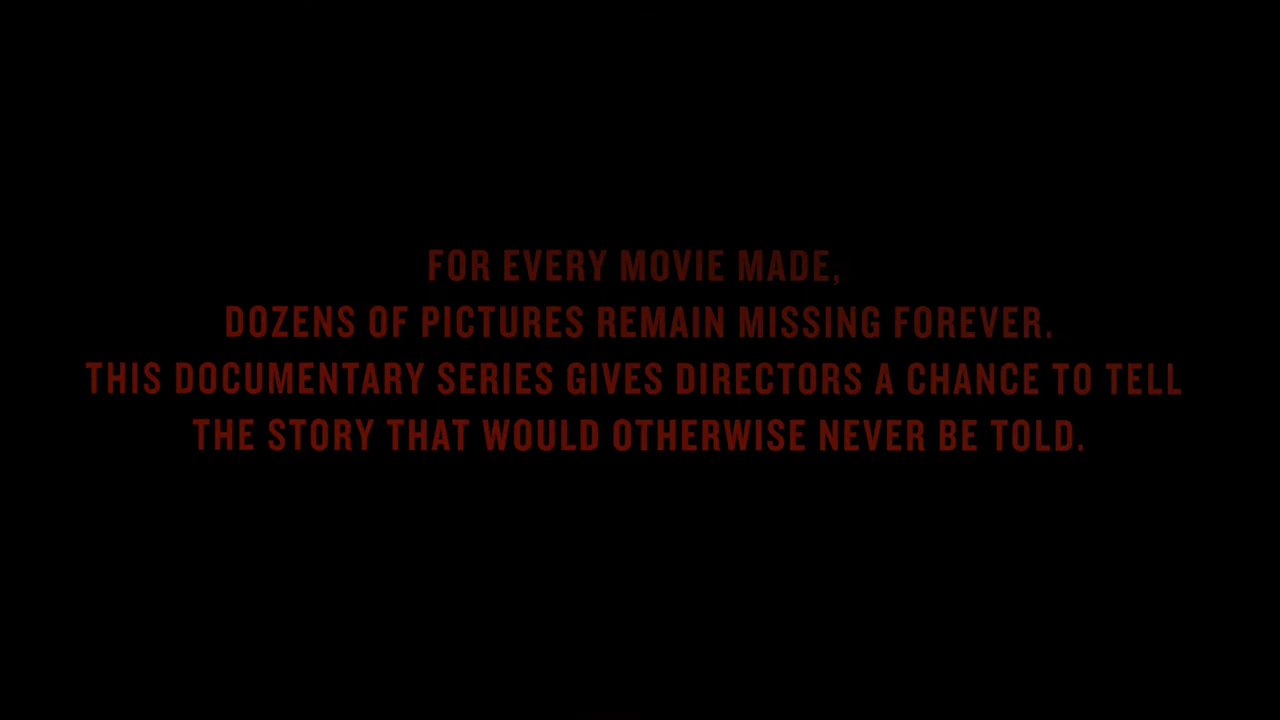 FOR EVERY MOVIE MADE,
DOZENS OF PICTURES REMAIN MISSING FOREVER.
THIS DOCUMENTARY SERIES GIVES DIRECTORS A CHANCE TO TELL
THE STORY THAT WOULD OTHERWISE NEVER BE TOLD.